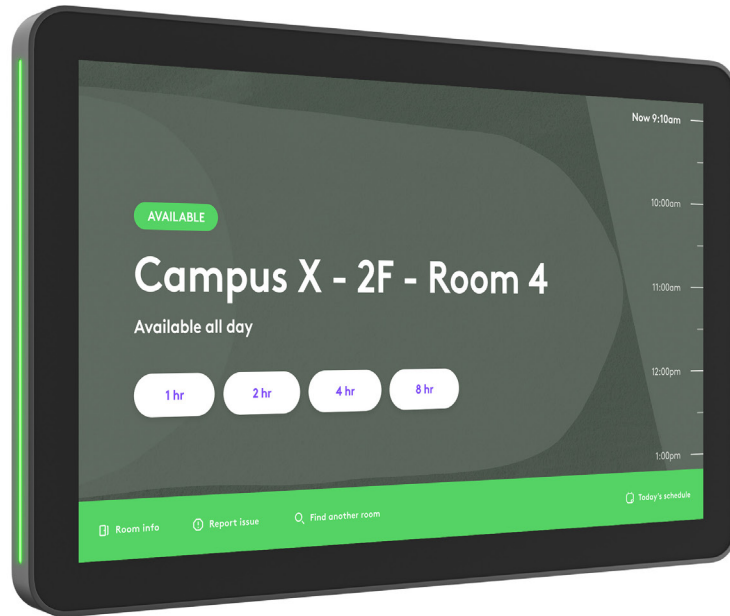 Now 9:10am
10:00am
AVAILABLE
Campus X - 2F - Room 4
11:00am
Available all day
12:00pm
1 hr
2 hr
4 hr
8 hr
1:00pm
Room info
Report issue
Find another room
Today's schedule